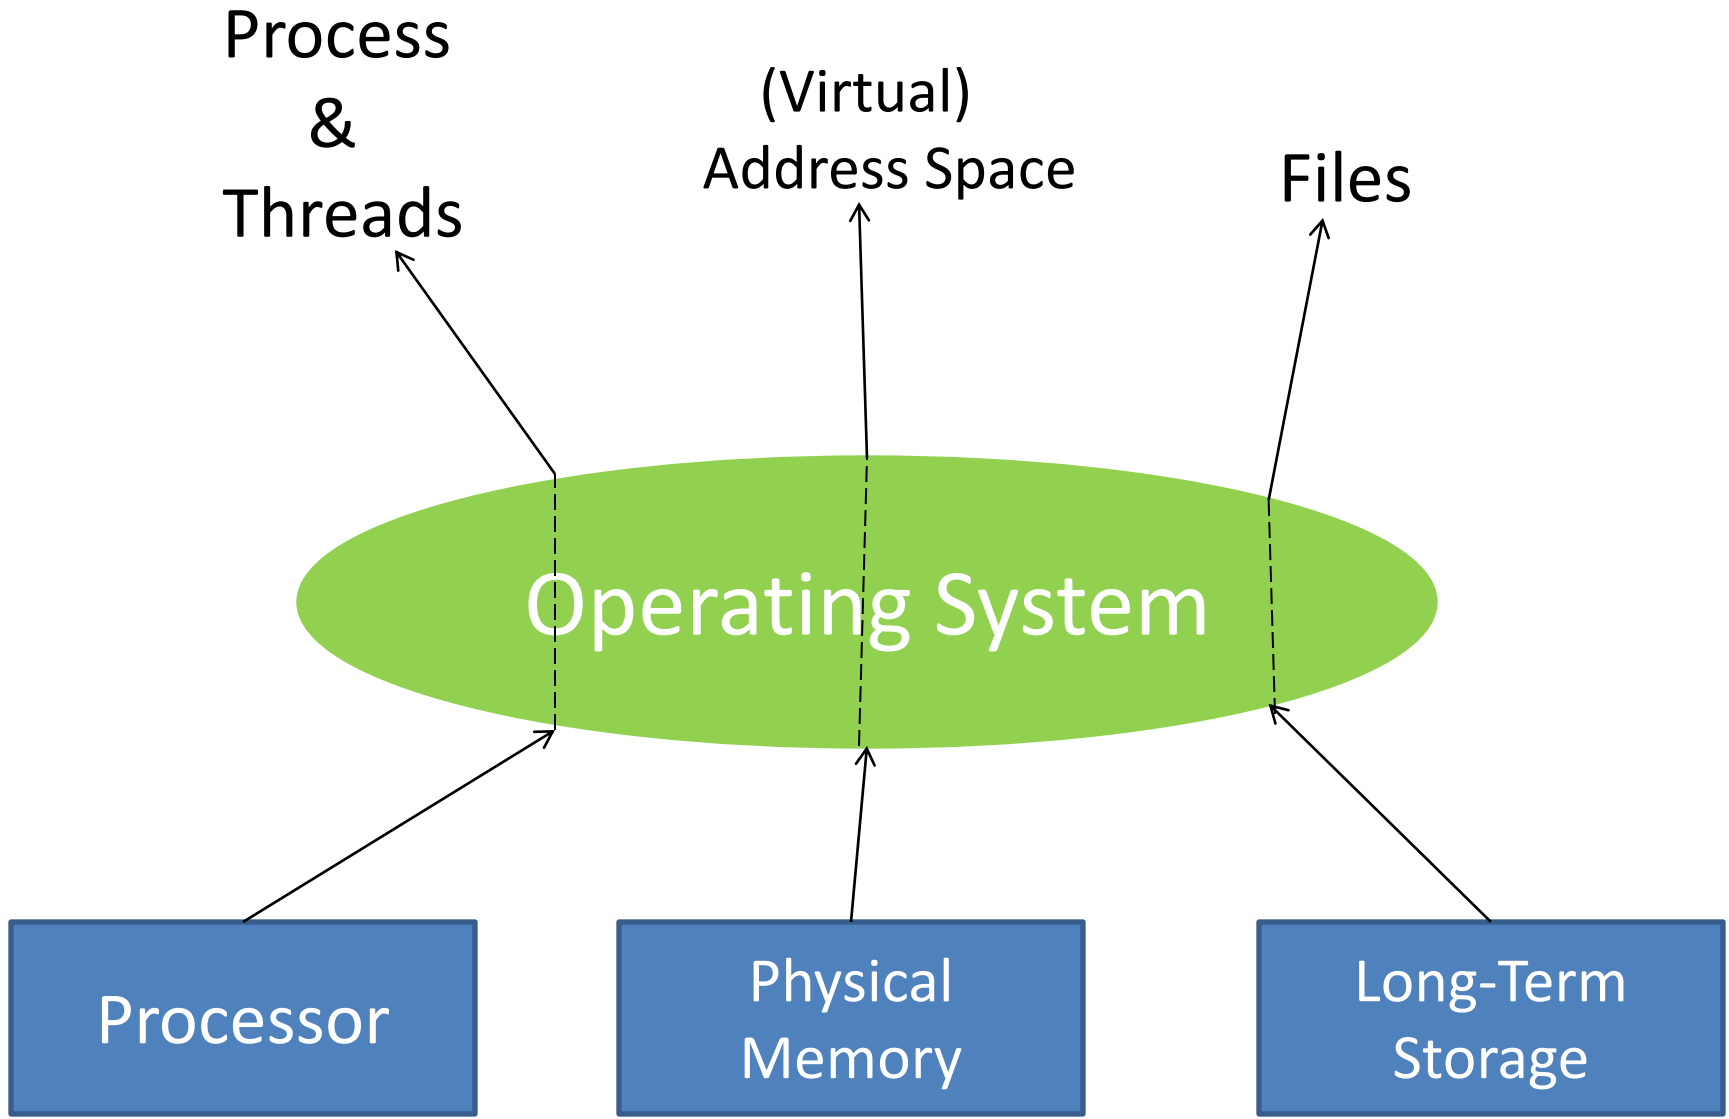 Process
&
Threads
(Virtual)
Address Space
Files
Operating System
Processor
Physical
Memory
Long-Term
Storage